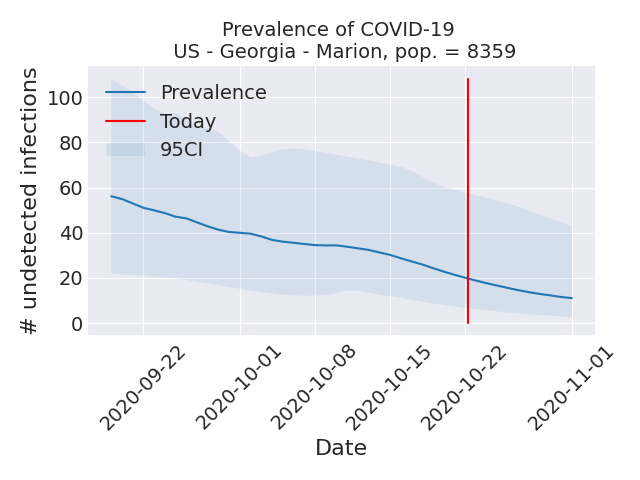 Prevalence of COVID-19
US - Georgia - Marion, pop. = 8359
# undetected infections
100
80
60
40
20
0
Prevalence
Today
95CI
2020-09-22
2020-10-01
2020-10-08
2020-10-15
2020-10-22
2020-11-01
Date